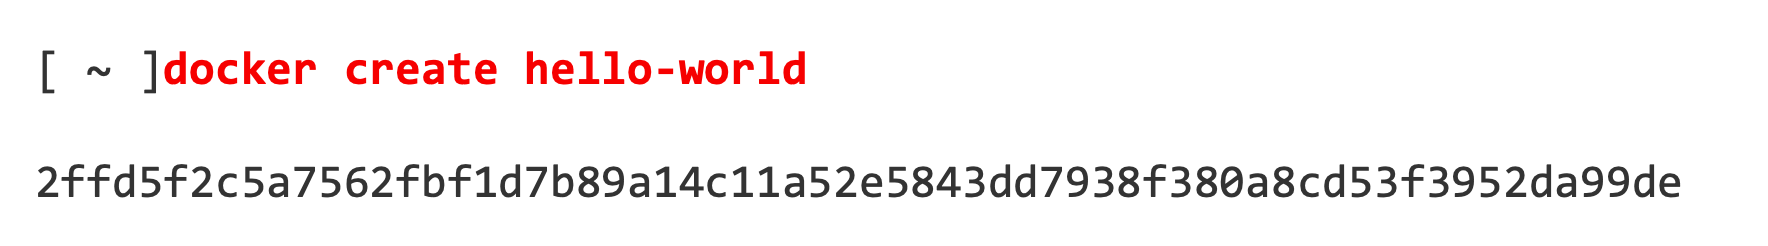 [ ~ ]docker create hello-world
2ffd5f2c5a7562fbf1d7b89a14c11a52e5843dd7938f380a8cd53f3952da99de